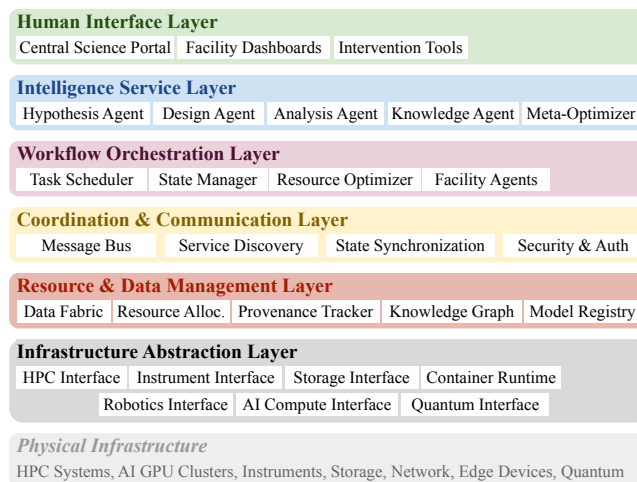 Human Interface Layer
Central Science Portal Facility Dashboards Intervention Tools
Intelligence Service Layer
Hypothesis Agent Design Agent Analysis Agent Knowledge Agent Meta-Optimizer
Workflow Orchestration Layer
Task Scheduler State Manager Resource Optimizer Facility Agents
Coordination & Communication Layer
Message Bus Service Discovery State Synchronization Security & Auth
Resource & Data Management Layer
Data Fabric Resource Alloc. Provenance Tracker Knowledge Graph Model Registry
Infrastructure Abstraction Layer
HPC Interface Instrument Interface Storage Interface Container Runtime
Robotics Interface AI Compute Interface Quantum Interface
Physical Infrastructure
HPC Systems, AI GPU Clusters, Instruments, Storage, Network, Edge Devices, Quantum